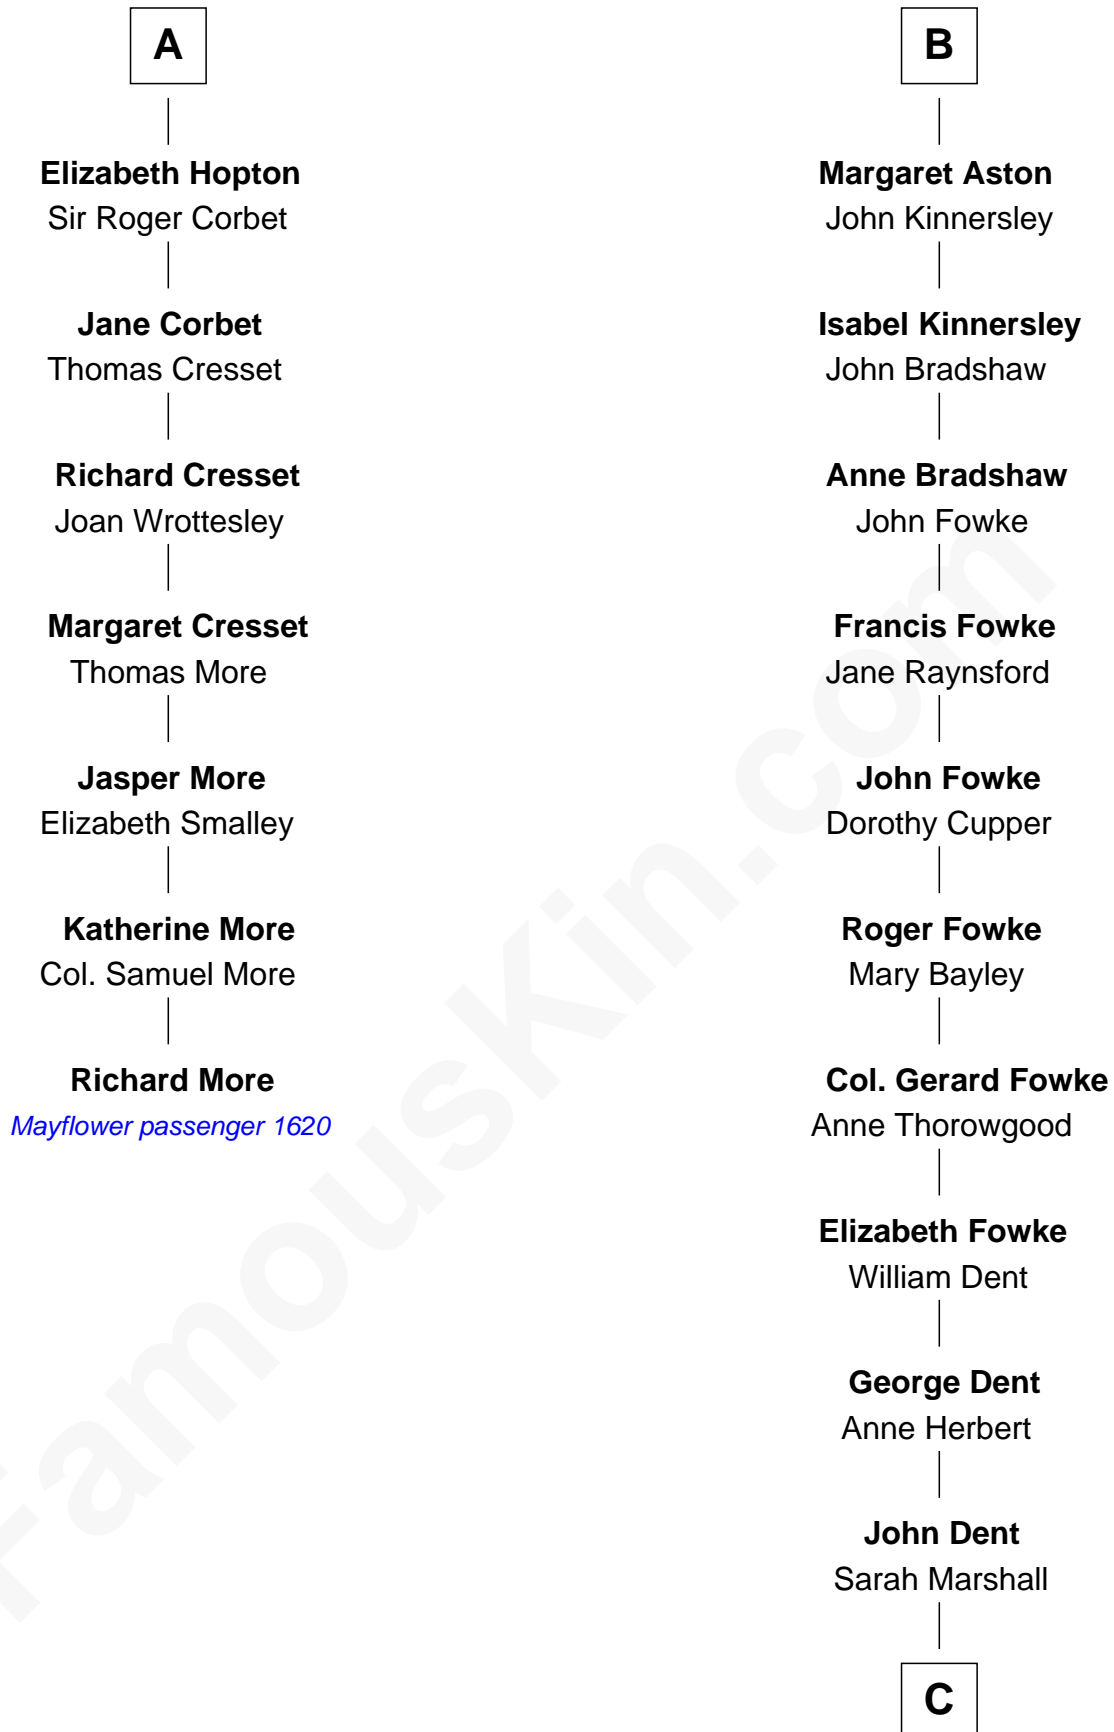 A
Elizabeth Hopton
Sir Roger Corbet
Jane Corbet
Thomas Cresset
Richard Cresset
Joan Wrottesley
Margaret Cresset
Thomas More
Jasper More
Elizabeth Smalley
Katherine More
Col. Samuel More
Richard More
Mayflower passenger 1620
B
Margaret Aston
John Kinnersley
Isabel Kinnersley
John Bradshaw
Anne Bradshaw
John Fowke
Francis Fowke
Jane Raynsford
John Fowke
Dorothy Cupper
Roger Fowke
Mary Bayley
Col. Gerard Fowke
Anne Thorowgood
Elizabeth Fowke
William Dent
George Dent
Anne Herbert
John Dent
Sarah Marshall
C
FamousKin.com